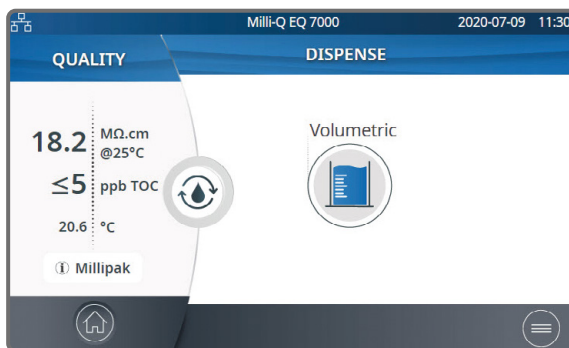 Milli-Q EQ 7000
2020-07-09 11:30
QUALITY
DISPENSE
18.2 MΩ.cm
@25°C
≤5 ppb TOC
20.6 °C
ⓘ Millipak
Volumetric